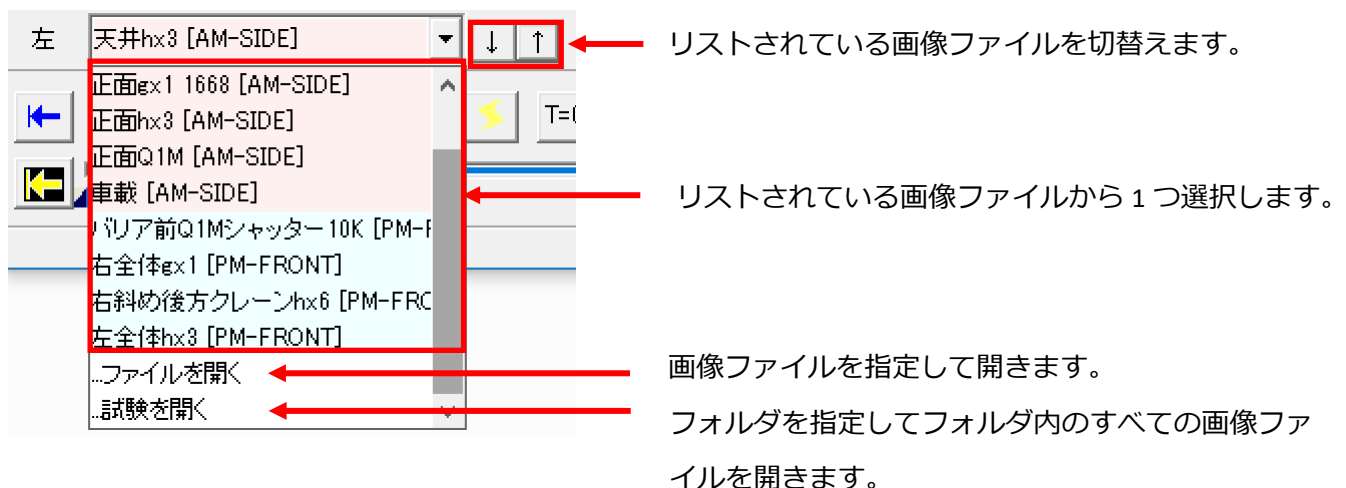 左 天井hx3 [AM-SIDE] ↓ ↑ リストされている画像ファイルを切替えます。
正面gx1 1668 [AM-SIDE]
正面hx3 [AM-SIDE] T=
正面Q1M [AM-SIDE]
車載 [AM-SIDE] リストされている画像ファイルから 1 つ選択します。
バリア前Q1Mシャッター10K [PM-F
右全体gx1 [PM-FRONT]
右斜め後方クレーンhx6 [PM-FRO
左全体hx3 [PM-FRONT]
...ファイルを開く 画像ファイルを指定して開きます。
...試験を開く フォルダを指定してフォルダ内のすべての画像ファ
イルを開きます。